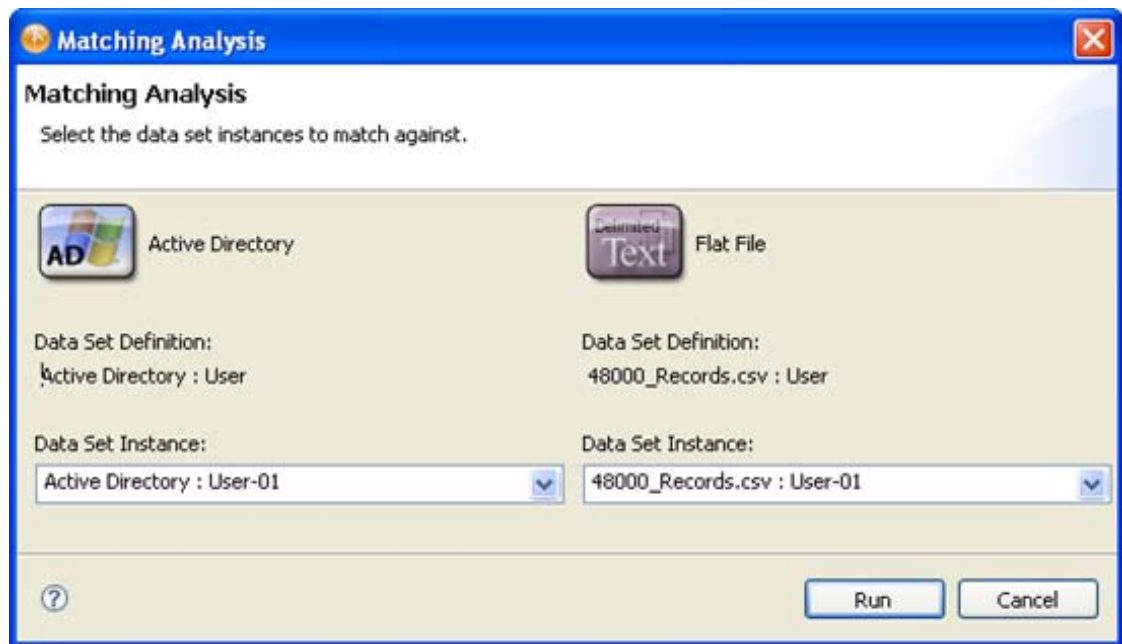 Matching Analysis
Matching Analysis
Select the data set instances to match against.
AD
Active Directory
Delimited
Text
Flat File
Data Set Definition:
Active Directory : User
Data Set Definition:
48000_Records.csv : User
Data Set Instance:
Active Directory : User-01
Data Set Instance:
48000_Records.csv : User-01
?
Run
Cancel